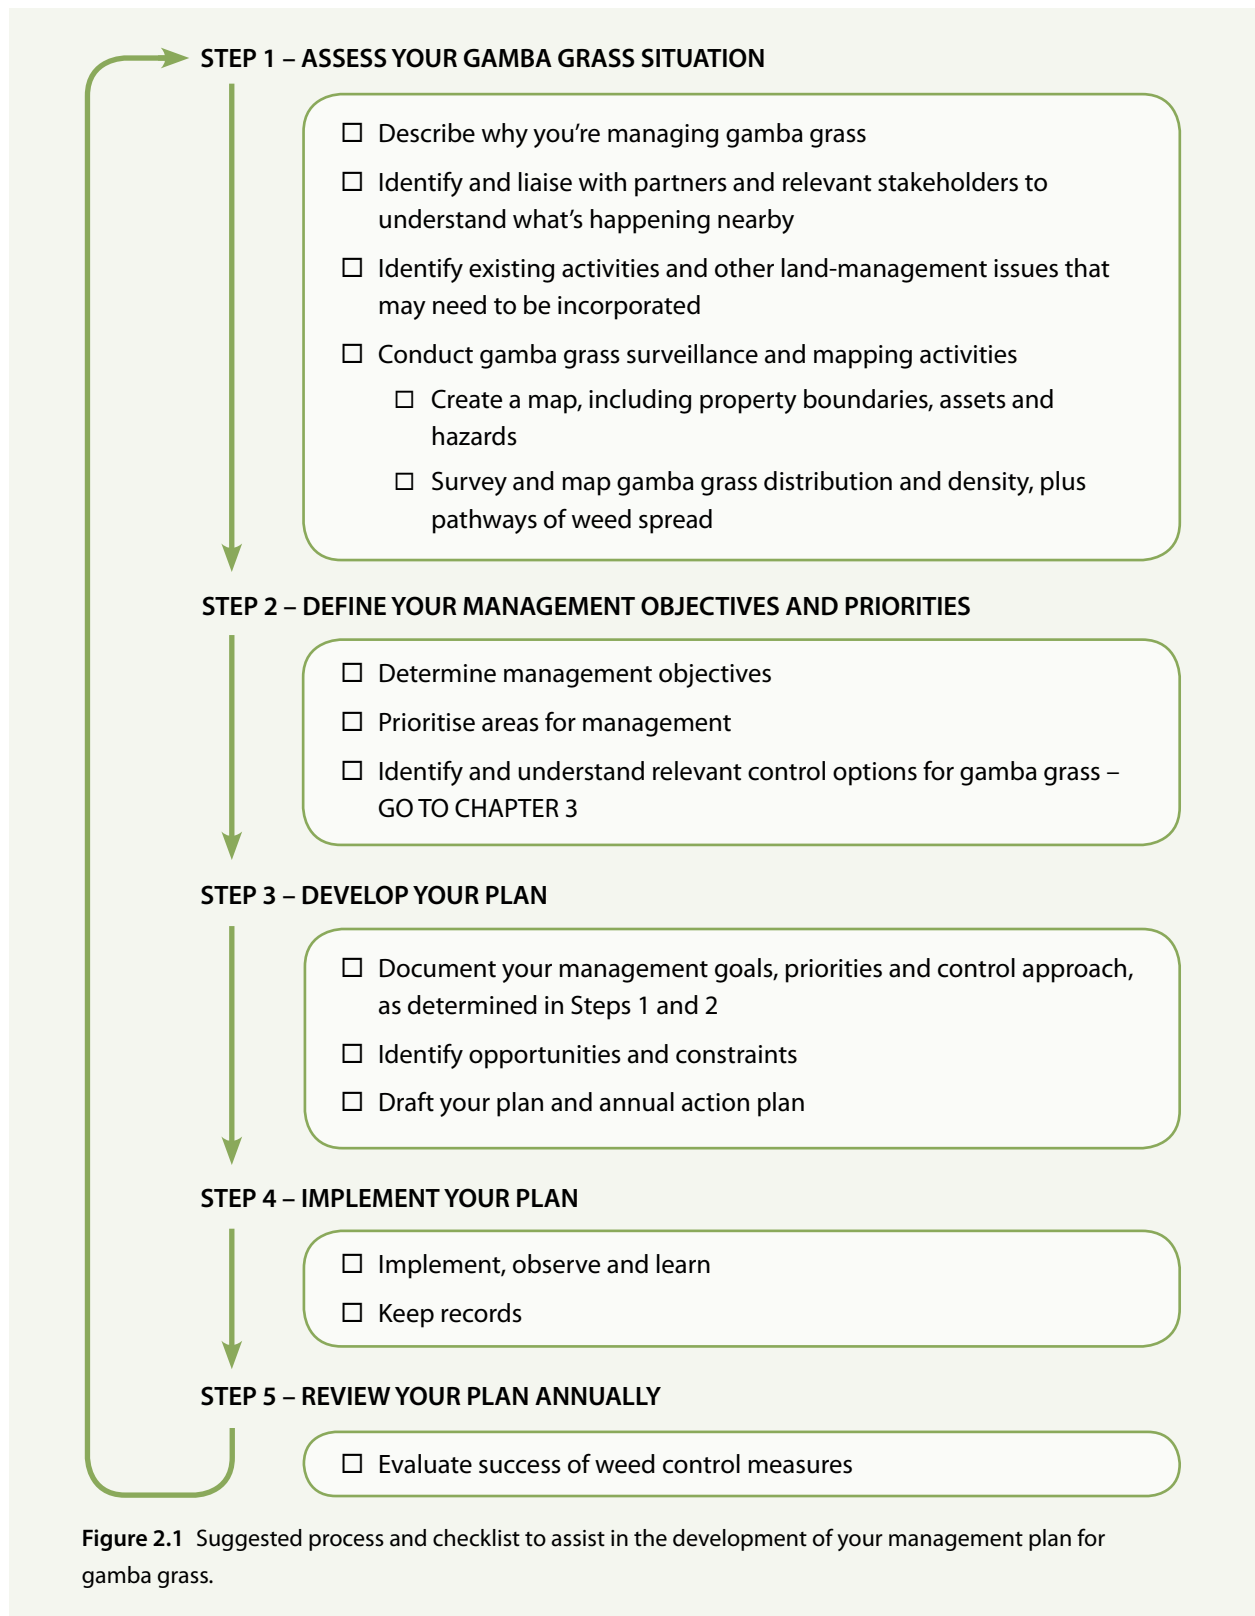 STEP 1 – ASSESS YOUR GAMBA GRASS SITUATION
☐ Describe why you’re managing gamba grass
☐ Identify and liaise with partners and relevant stakeholders to
understand what’s happening nearby
☐ Identify existing activities and other land-management issues that
may need to be incorporated
☐ Conduct gamba grass surveillance and mapping activities
☐ Create a map, including property boundaries, assets and
hazards
☐ Survey and map gamba grass distribution and density, plus
pathways of weed spread
STEP 2 – DEFINE YOUR MANAGEMENT OBJECTIVES AND PRIORITIES
☐ Determine management objectives
☐ Prioritise areas for management
☐ Identify and understand relevant control options for gamba grass –
GO TO CHAPTER 3
STEP 3 – DEVELOP YOUR PLAN
☐ Document your management goals, priorities and control approach,
as determined in Steps 1 and 2
☐ Identify opportunities and constraints
☐ Draft your plan and annual action plan
STEP 4 – IMPLEMENT YOUR PLAN
☐ Implement, observe and learn
☐ Keep records
STEP 5 – REVIEW YOUR PLAN ANNUALLY
☐ Evaluate success of weed control measures
Figure 2.1 Suggested process and checklist to assist in the development of your management plan for
gamba grass.